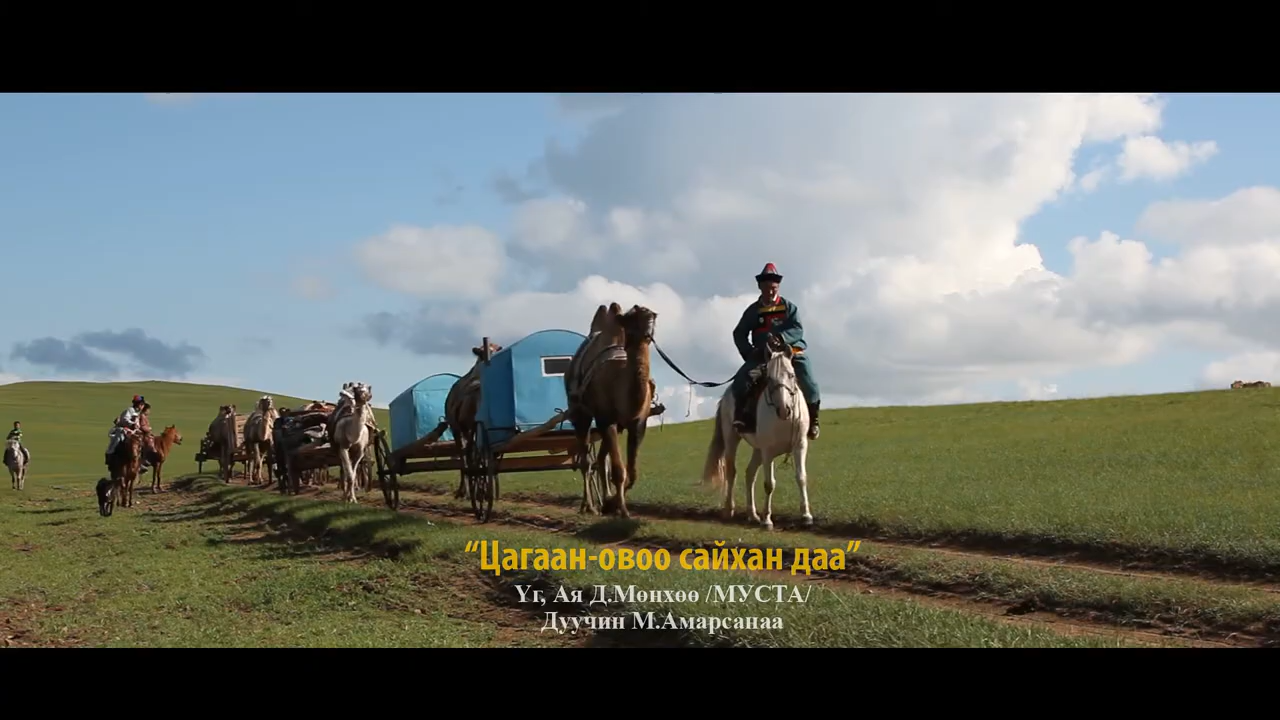 “Цагаан-овоо сайхан даа”
Үг, Ая Д.Мөнхөө /МУСТА/
Дуучин М.Амарсанаа